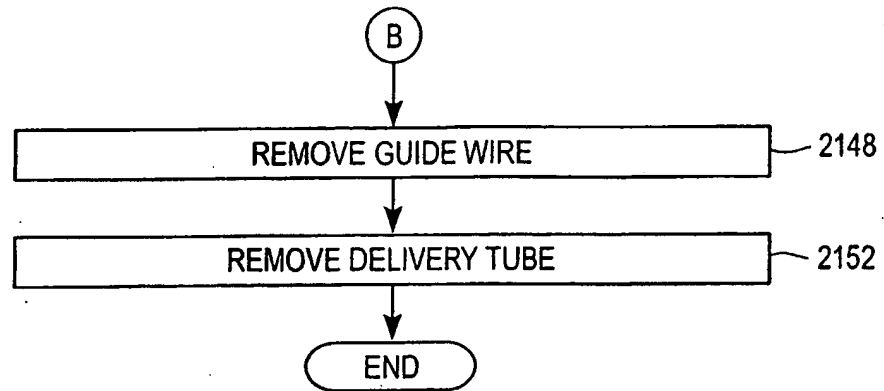 B
REMOVE GUIDE WIRE 2148
REMOVE DELIVERY TUBE 2152
END